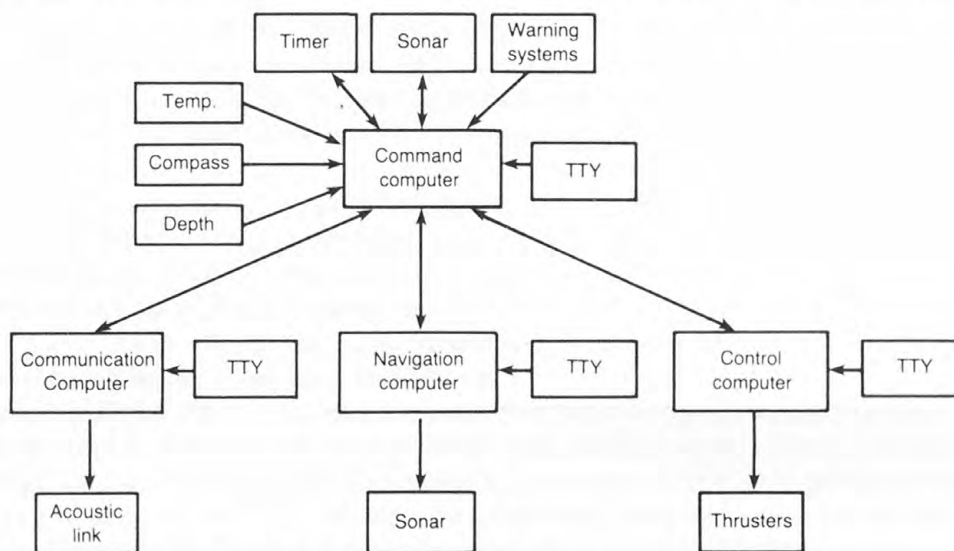 Timer
Sonar
Warning
systems
Temp.
Compass
Depth
Command
computer
TTY
Communication
Computer
TTY
Navigation
computer
TTY
Control
computer
TTY
Acoustic
link
Sonar
Thrusters